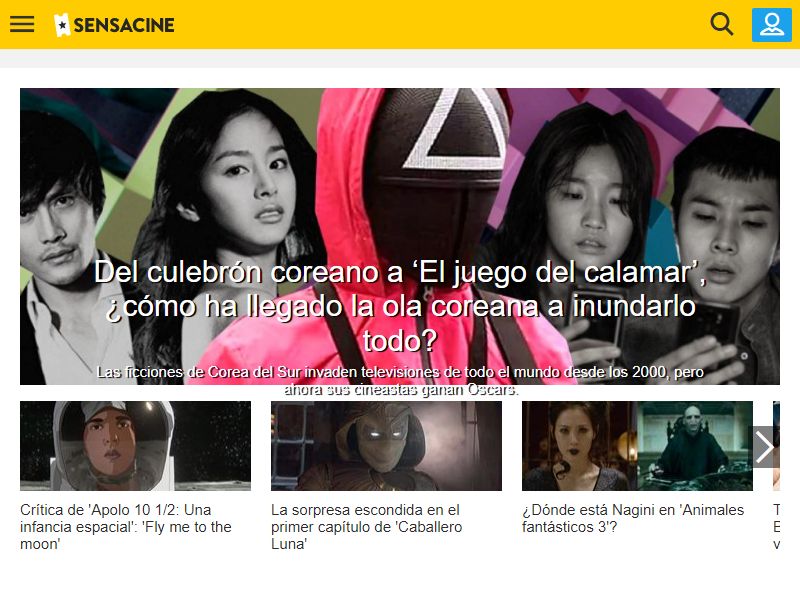 SENSACINE
Del culebrón coreano a ‘El juego del calamar’,
¿cómo ha llegado la ola coreana a inundarlo
todo?
Las ficciones de Corea del Sur invaden televisiones de todo el mundo desde los 2000, pero
ahora sus cineastas ganan Oscars.
Crítica de 'Apolo 10 1/2: Una
infancia espacial': 'Fly me to the
moon'
La sorpresa escondida en el
primer capítulo de 'Caballero
Luna'
¿Dónde está Nagini en 'Animales
fantásticos 3'?